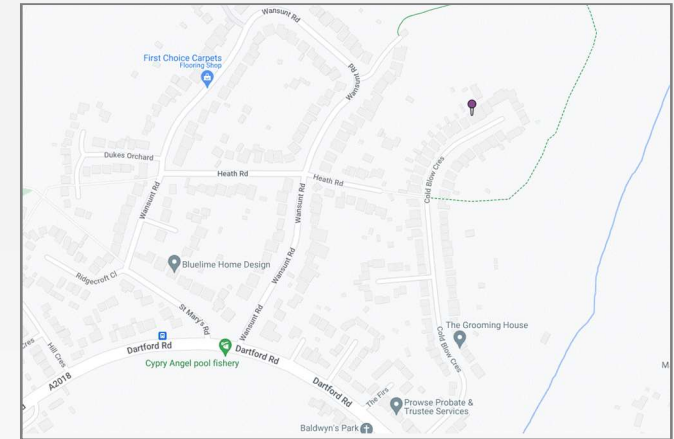 Wansunt Rd
First Choice Carpets
Flooring Shop
Wansunt Rd
Dukes Orchard
Heath Rd
Heath Rd
Cold Blow Cres
Wansunt Rd
Wansunt Rd
Bluelime Home Design
Wansunt Rd
Ridgecroft Cl
St Mary's Rd
Wansunt Rd
The Grooming House
Cold Blow Cres
Cres
Hill Cres
Dartford Rd
Dartford Rd
Cypry Angel pool fishery
M
A2018
Dartford Rd
The Firs
Prowse Probate &
Trustee Services
Baldwyn's Park